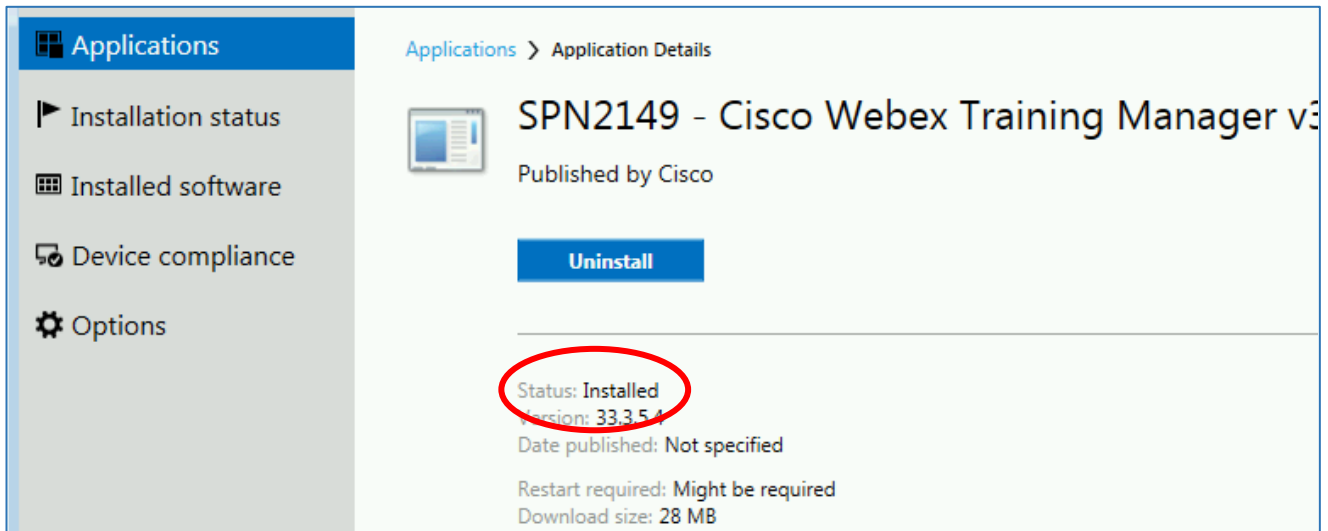 Applications
Installation status
Installed software
Device compliance
Options
Applications > Application Details
SPN2149 - Cisco Webex Training Manager
Published by Cisco
Uninstall
Status: Installed
Version: 33.3.5.4
Date published: Not specified
Restart required: Might be required
Download size: 28 MB